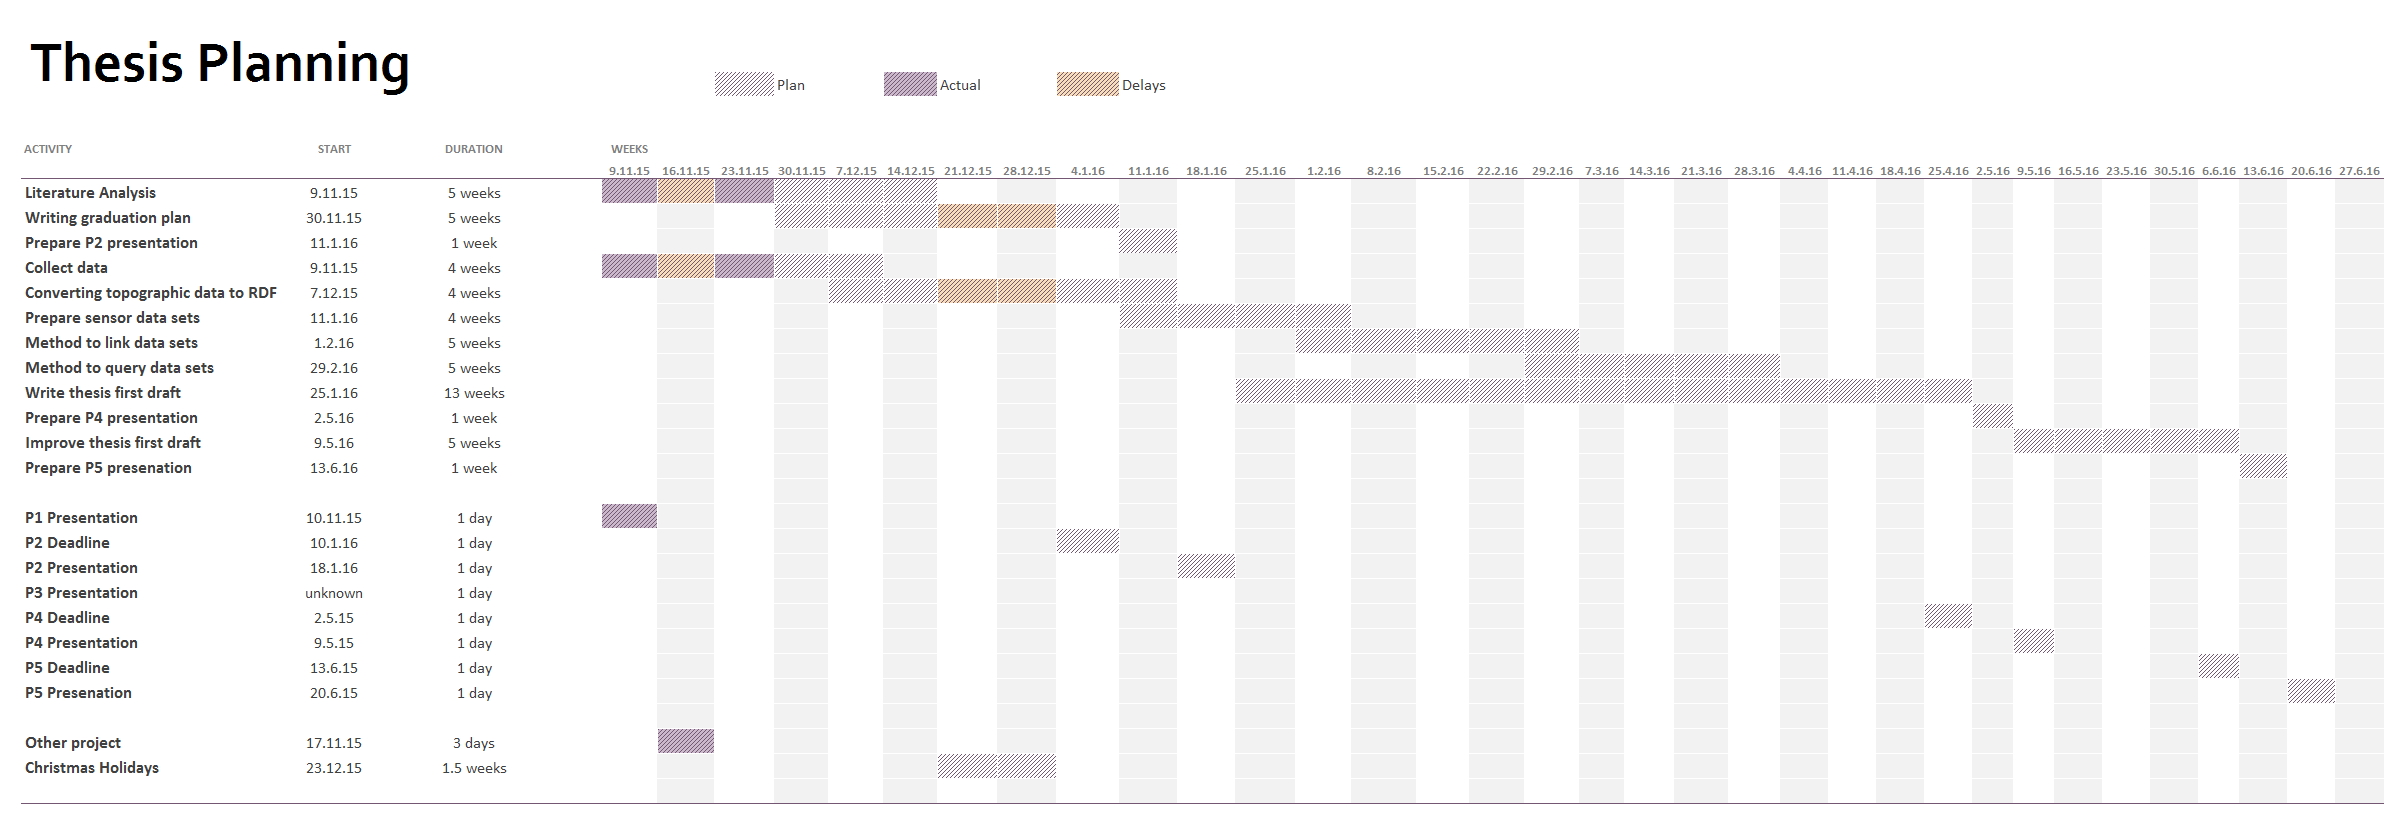 Thesis Planning
Plan Actual Delays
ACTIVITY START DURATION WEEKS
9.11.15 16.11.15 23.11.15 30.11.15 7.12.15 14.12.15 21.12.15 28.12.15 4.1.16 11.1.16 18.1.16 25.1.16 1.2.16 8.2.16 15.2.16 22.2.16 29.2.16 7.3.16 14.3.16 21.3.16 28.3.16 4.4.16 11.4.16 18.4.16 25.4.16 2.5.16 9.5.16 16.5.16 23.5.16 30.5.16 6.6.16 13.6.16 20.6.16 27.6.16
Literature Analysis 9.11.15 5 weeks
Writing graduation plan 30.11.15 5 weeks
Prepare P2 presentation 11.1.16 1 week
Collect data 9.11.15 4 weeks
Converting topographic data to RDF 7.12.15 4 weeks
Prepare sensor data sets 11.1.16 4 weeks
Method to link data sets 1.2.16 5 weeks
Method to query data sets 29.2.16 5 weeks
Write thesis first draft 25.1.16 13 weeks
Prepare P4 presentation 2.5.16 1 week
Improve thesis first draft 9.5.16 5 weeks
Prepare P5 presenation 13.6.16 1 week
P1 Presentation 10.11.15 1 day
P2 Deadline 10.1.16 1 day
P2 Presentation 18.1.16 1 day
P3 Presentation unknown 1 day
P4 Deadline 2.5.15 1 day
P4 Presentation 9.5.15 1 day
P5 Deadline 13.6.15 1 day
P5 Presenation 20.6.15 1 day
Other project 17.11.15 3 days
Christmas Holidays 23.12.15 1.5 weeks